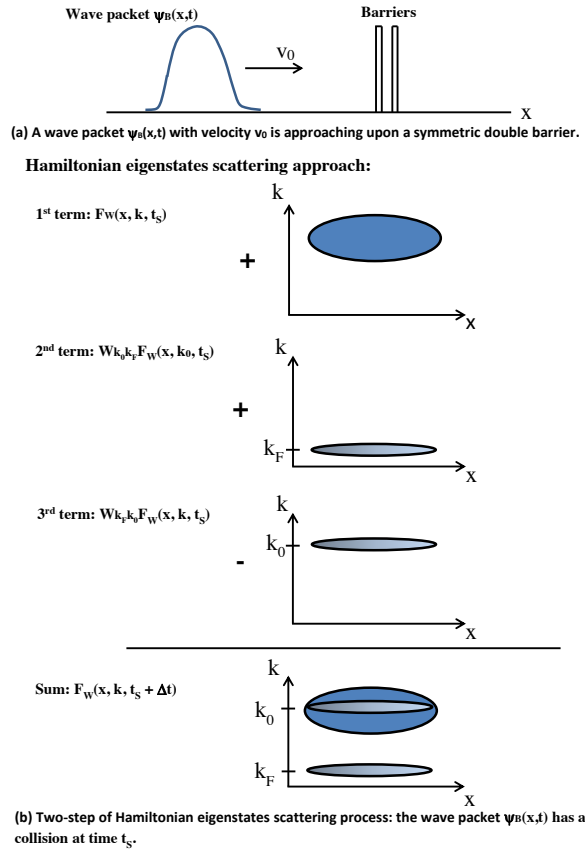 Wave packet ψB(x,t)
Barriers
v0
x
(a) A wave packet ψB(x,t) with velocity v0 is approaching upon a symmetric double barrier.
Hamiltonian eigenstates scattering approach:
k
1st term: FW(x, k, tS)
+
x
k
2nd term: Wk0kFFW(x, k0, tS)
+
kF
x
k
3rd term: WkFk0FW(x, k, tS)
k0
-
x
k
Sum: FW(x, k, tS + Δt)
k0
kF
x
(b) Two-step of Hamiltonian eigenstates scattering process: the wave packet ψB(x,t) has a
collision at time tS.